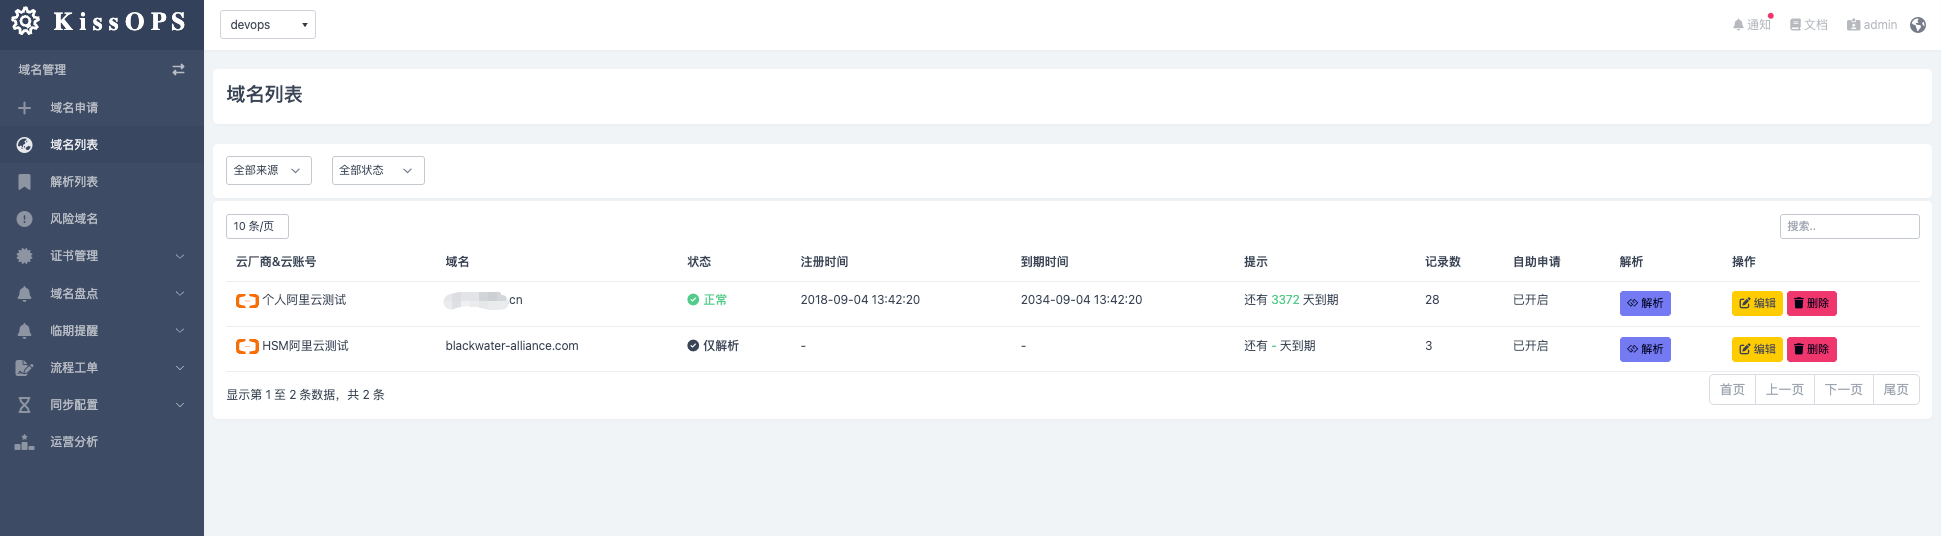 KissOPS
devops
通知
文档
admin
域名管理
域名申请
域名列表
解析列表
风险域名
证书管理
域名盘点
临期提醒
流程工单
同步配置
运营分析
域名列表
全部来源
全部状态
10 条/页
搜索..
云厂商&云账号 域名 状态 注册时间 到期时间 提示 记录数 自助申请 解析 操作
个人阿里云测试 cn 正常 2018-09-04 13:42:20 2034-09-04 13:42:20 还有 3372 天到期 28 已开启 解析 编辑 删除
HSM阿里云测试 blackwater-alliance.com 仅解析 - - 还有 - 天到期 3 已开启 解析 编辑 删除
显示第 1 至 2 条数据，共 2 条
首页 上一页 下一页 尾页